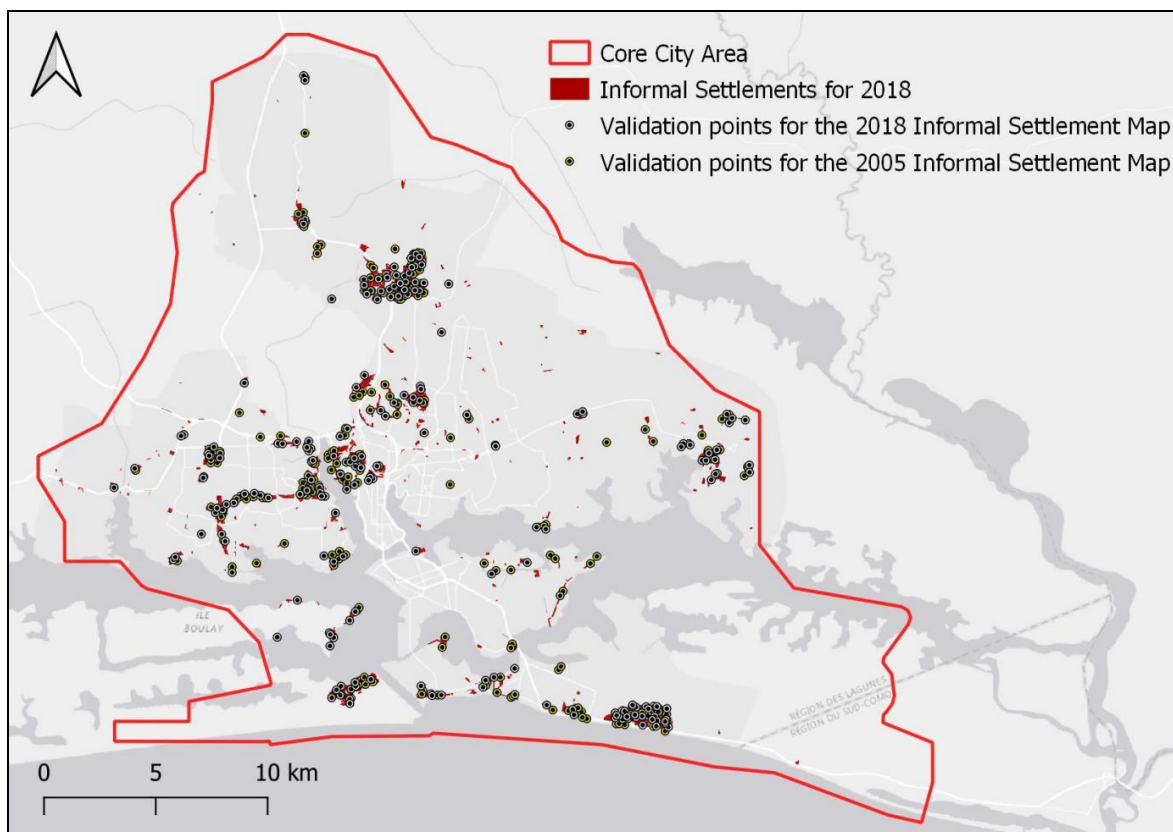 Core City Area
Informal Settlements for 2018
Validation points for the 2018 Informal Settlement Map
Validation points for the 2005 Informal Settlement Map
ILE
BOULAY
RÉGION DES LAGUNES
RÉGION DU SUD-COMO
0 5 10 km